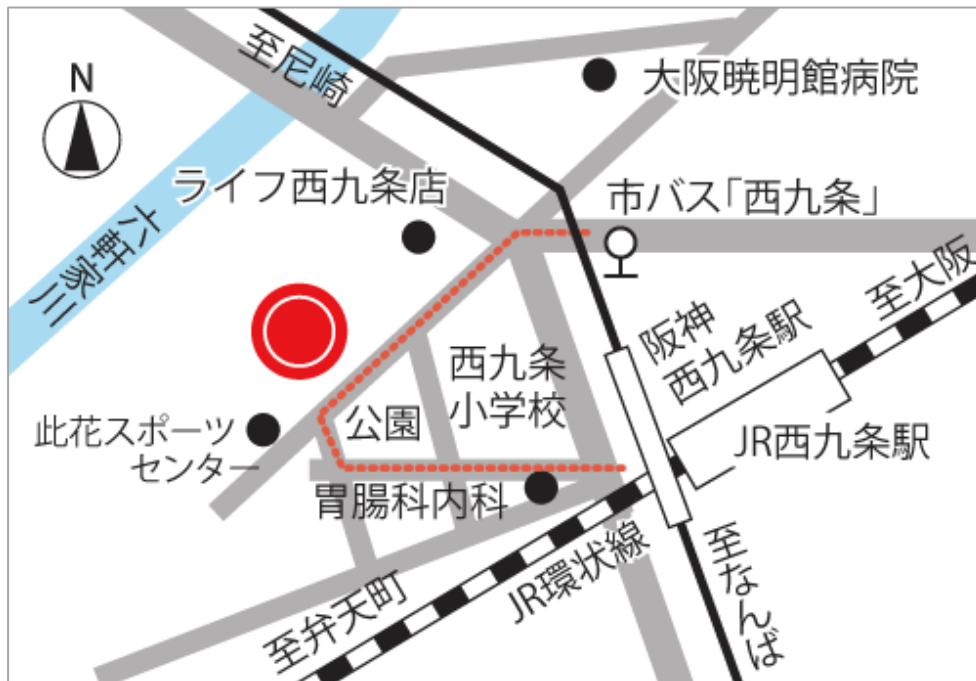 至尼崎
N
大阪暁明館病院
ライフ西九条店
市バス「西九条」
六軒家川
至大阪
阪神
西九条駅
西九条
小学校
公園
此花スポーツ
センター
JR西九条駅
胃腸科内科
JR環状線
至なんば
至弁天町